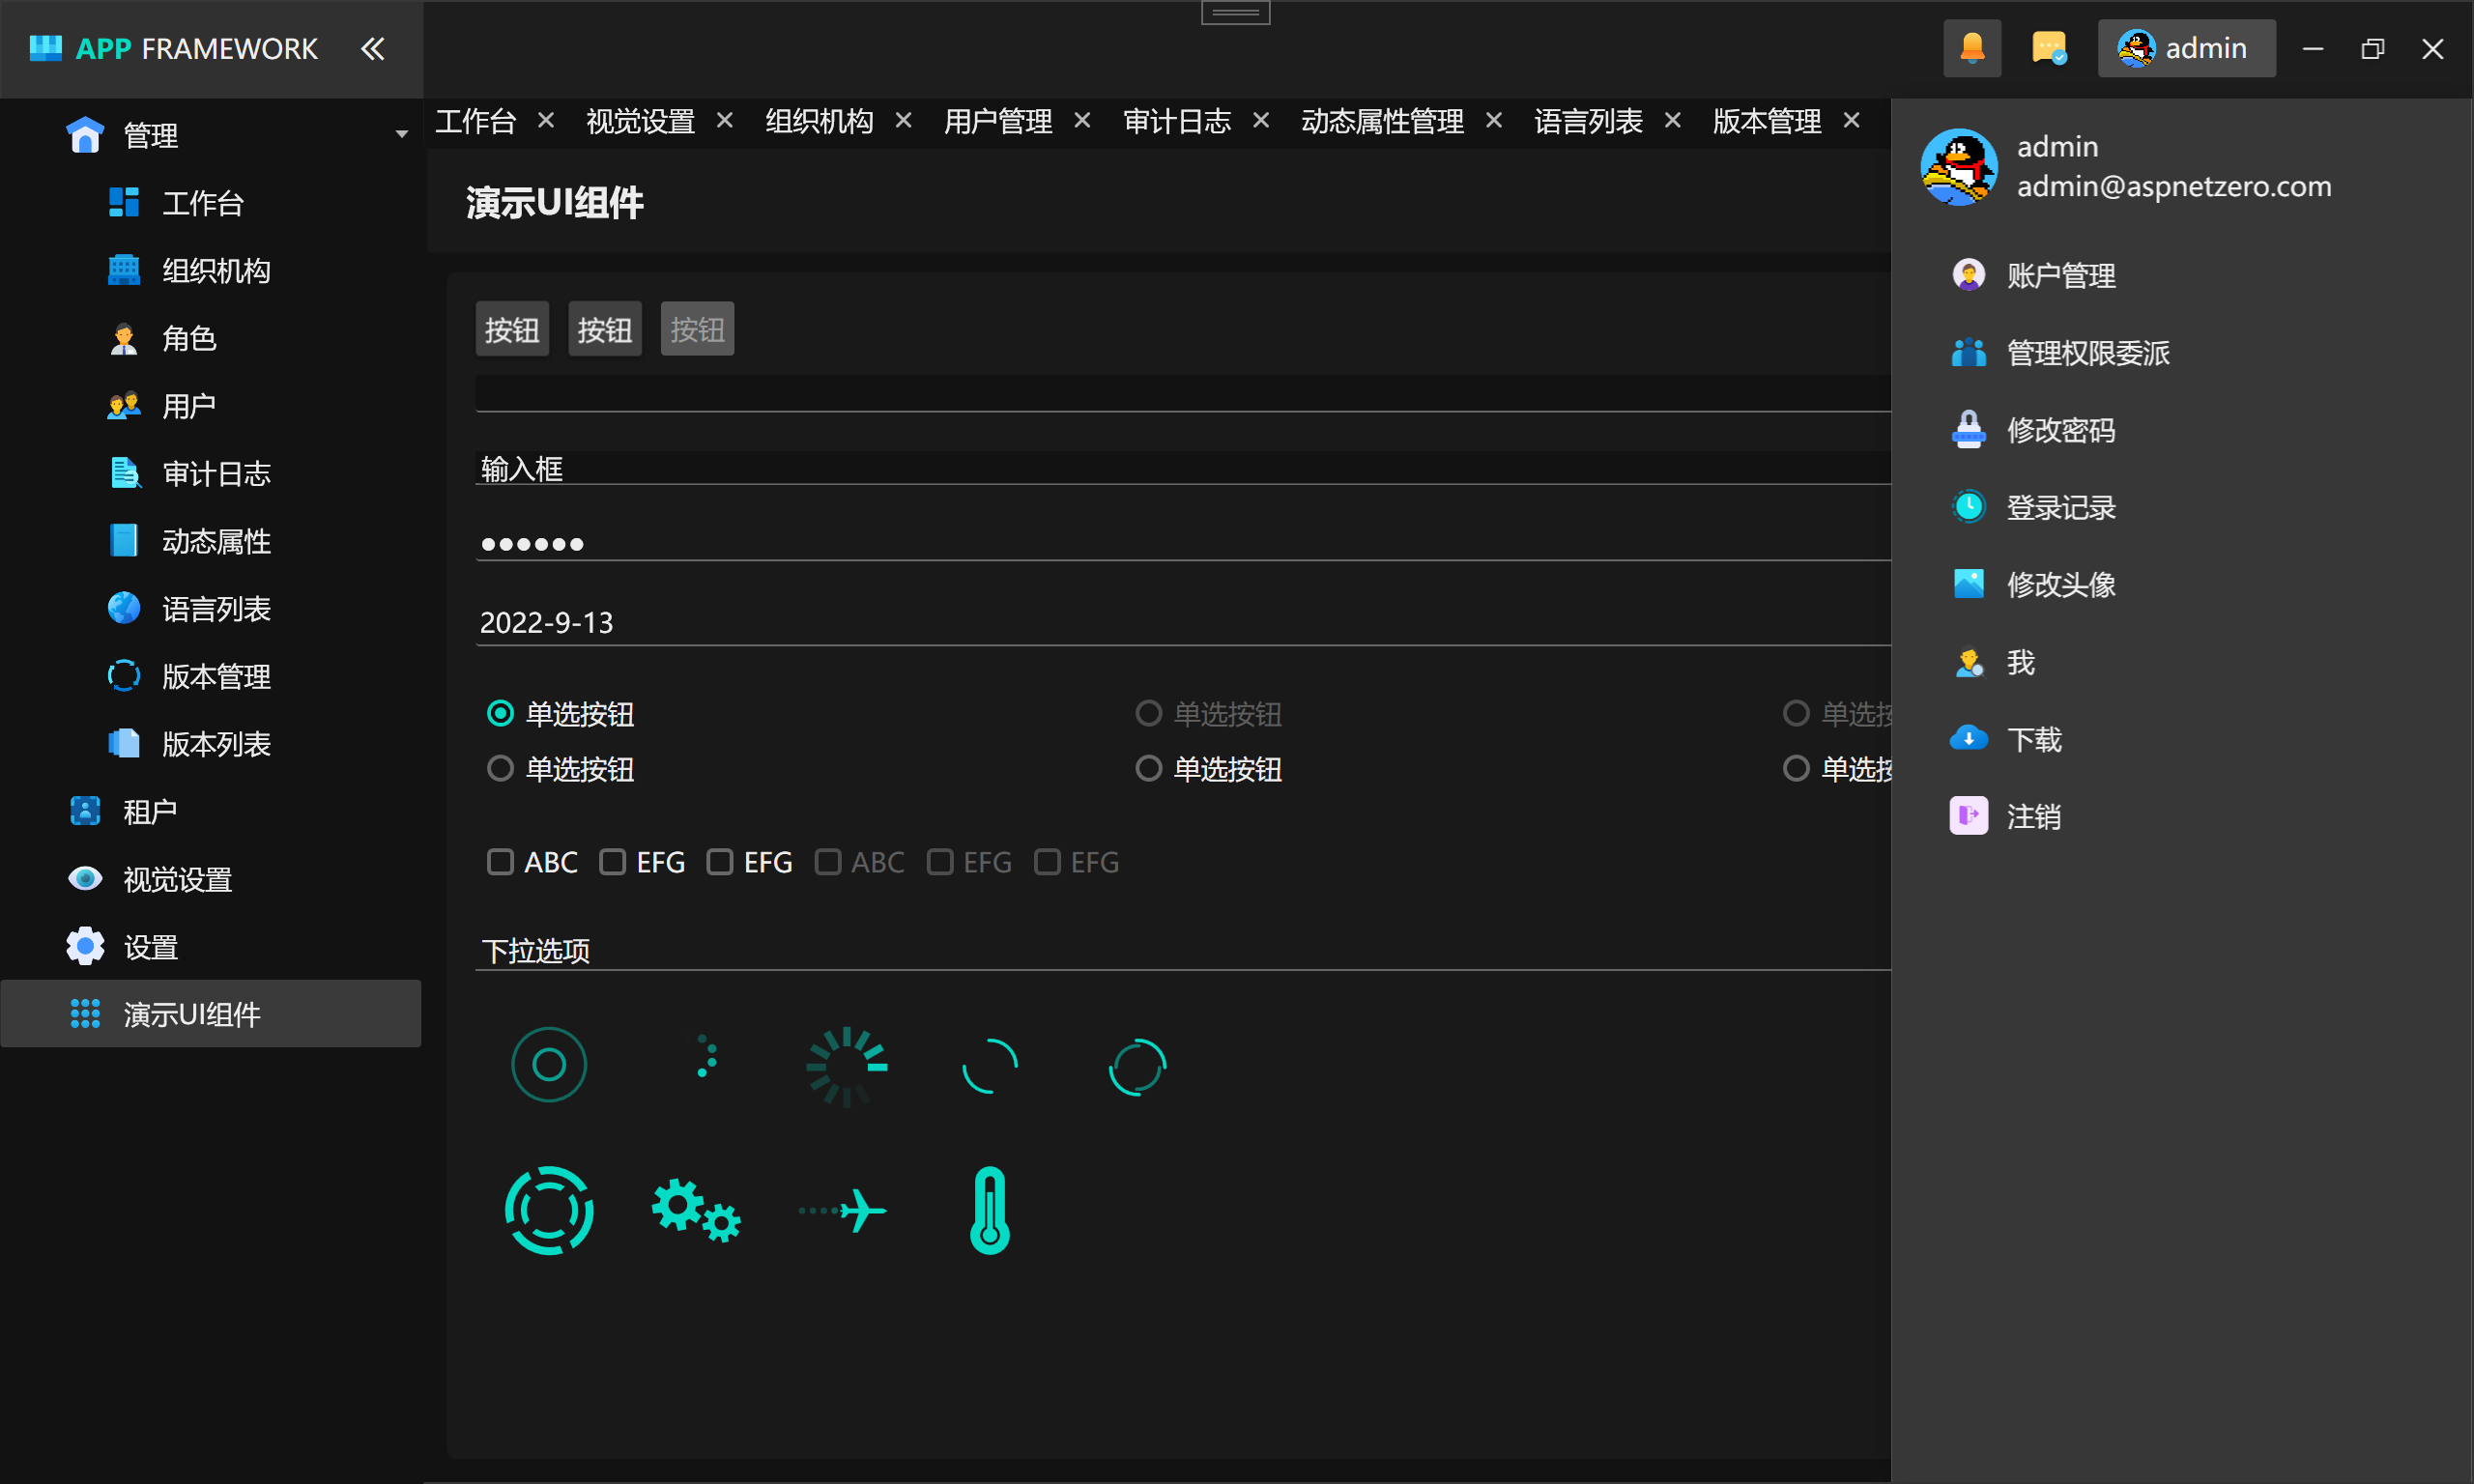 APP FRAMEWORK
admin
管理
工作台
组织机构
角色
用户
审计日志
动态属性
语言列表
版本管理
版本列表
租户
视觉设置
设置
演示UI组件
工作台 视觉设置 组织机构 用户管理 审计日志 动态属性管理 语言列表 版本管理
演示UI组件
按钮 按钮 按钮
输入框
2022-9-13
单选按钮 单选按钮 单选按
单选按钮 单选按钮 单选按
ABC EFG EFG ABC EFG EFG
下拉选项
admin
admin@aspnetzero.com
账户管理
管理权限委派
修改密码
登录记录
修改头像
我
下载
注销